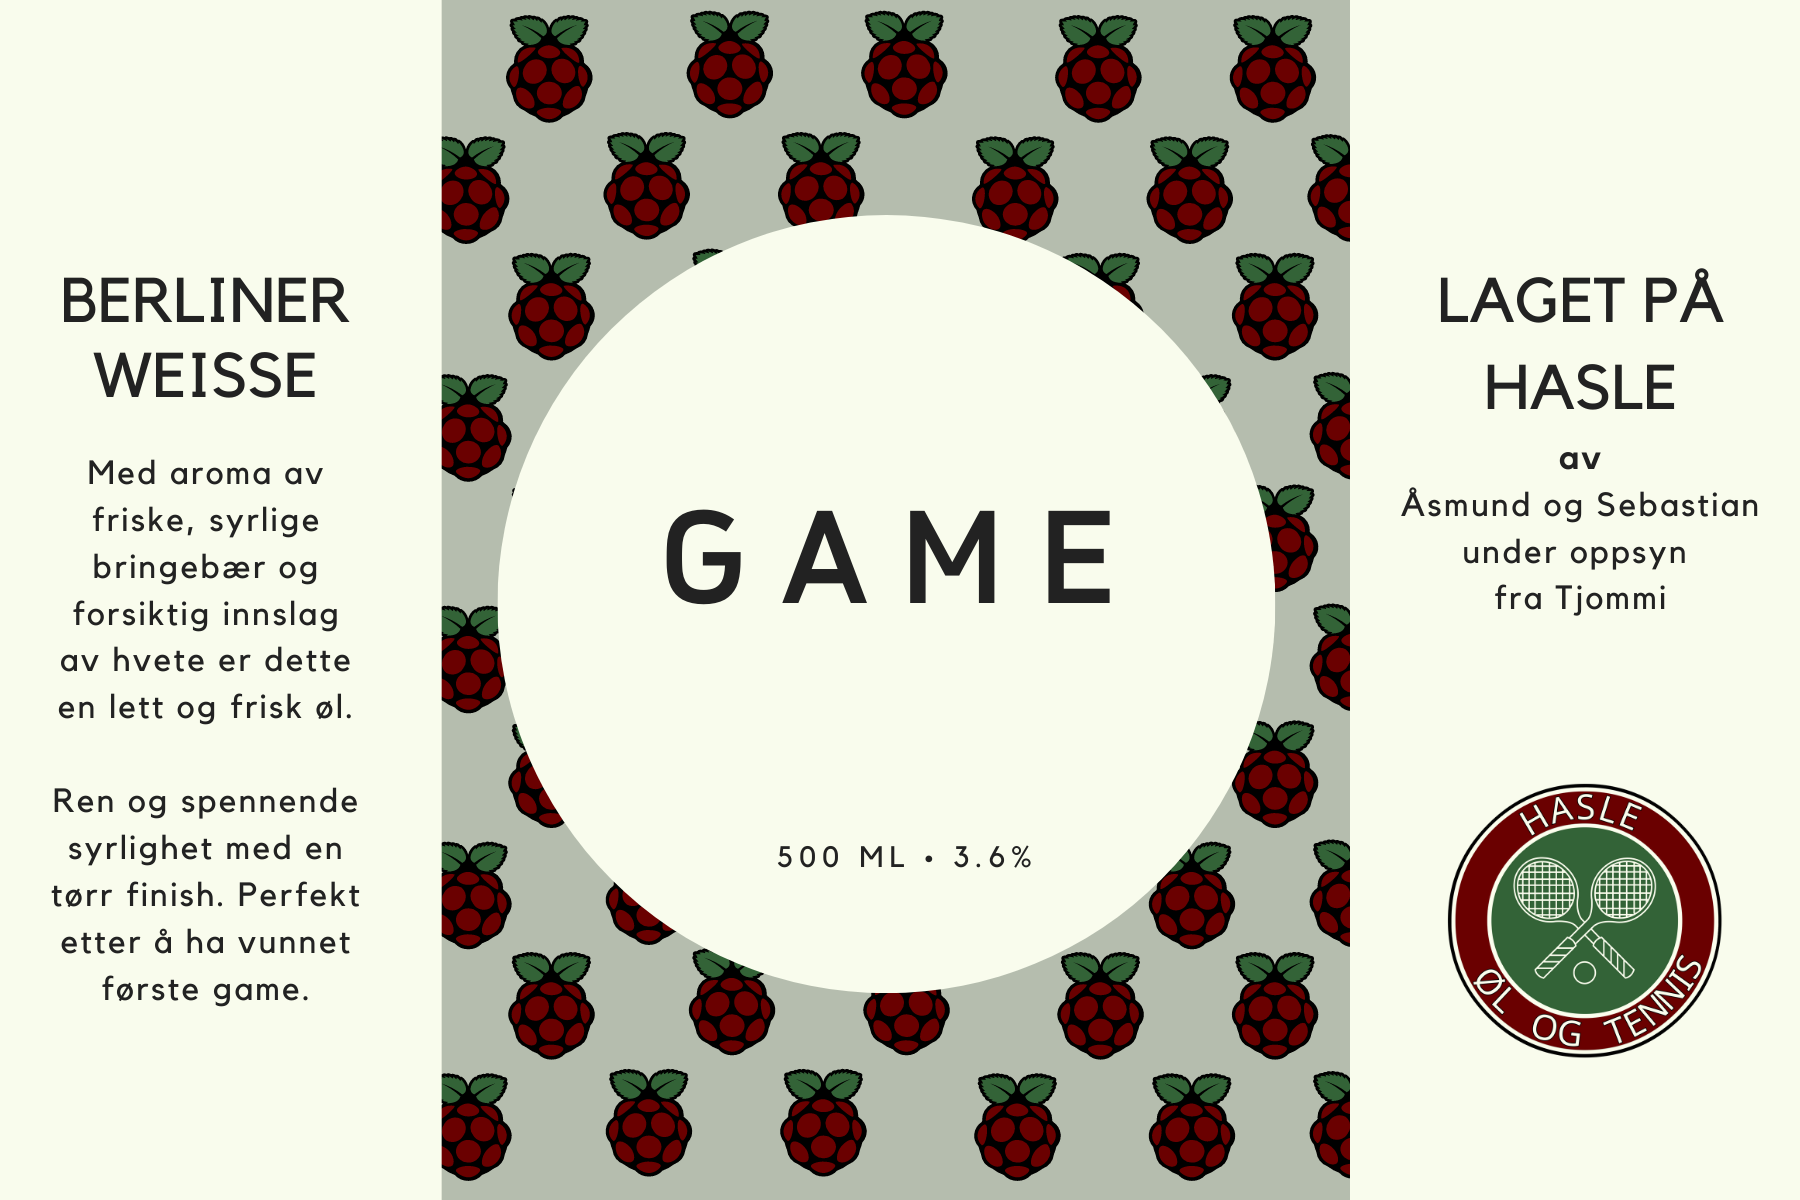 BERLINER
WEISSE
Med aroma av
friske, syrlige
bringebær og
forsiktig innslag
av hvete er dette
en lett og frisk øl.
Ren og spennende
syrlighet med en
tørr finish. Perfekt
etter å ha vunnet
første game.
GAME
500 ML • 3.6%
LAGET PÅ
HASLE
av
Åsmund og Sebastian
under oppsyn
fra Tjommi
HASLE
ØL OG TENNIS